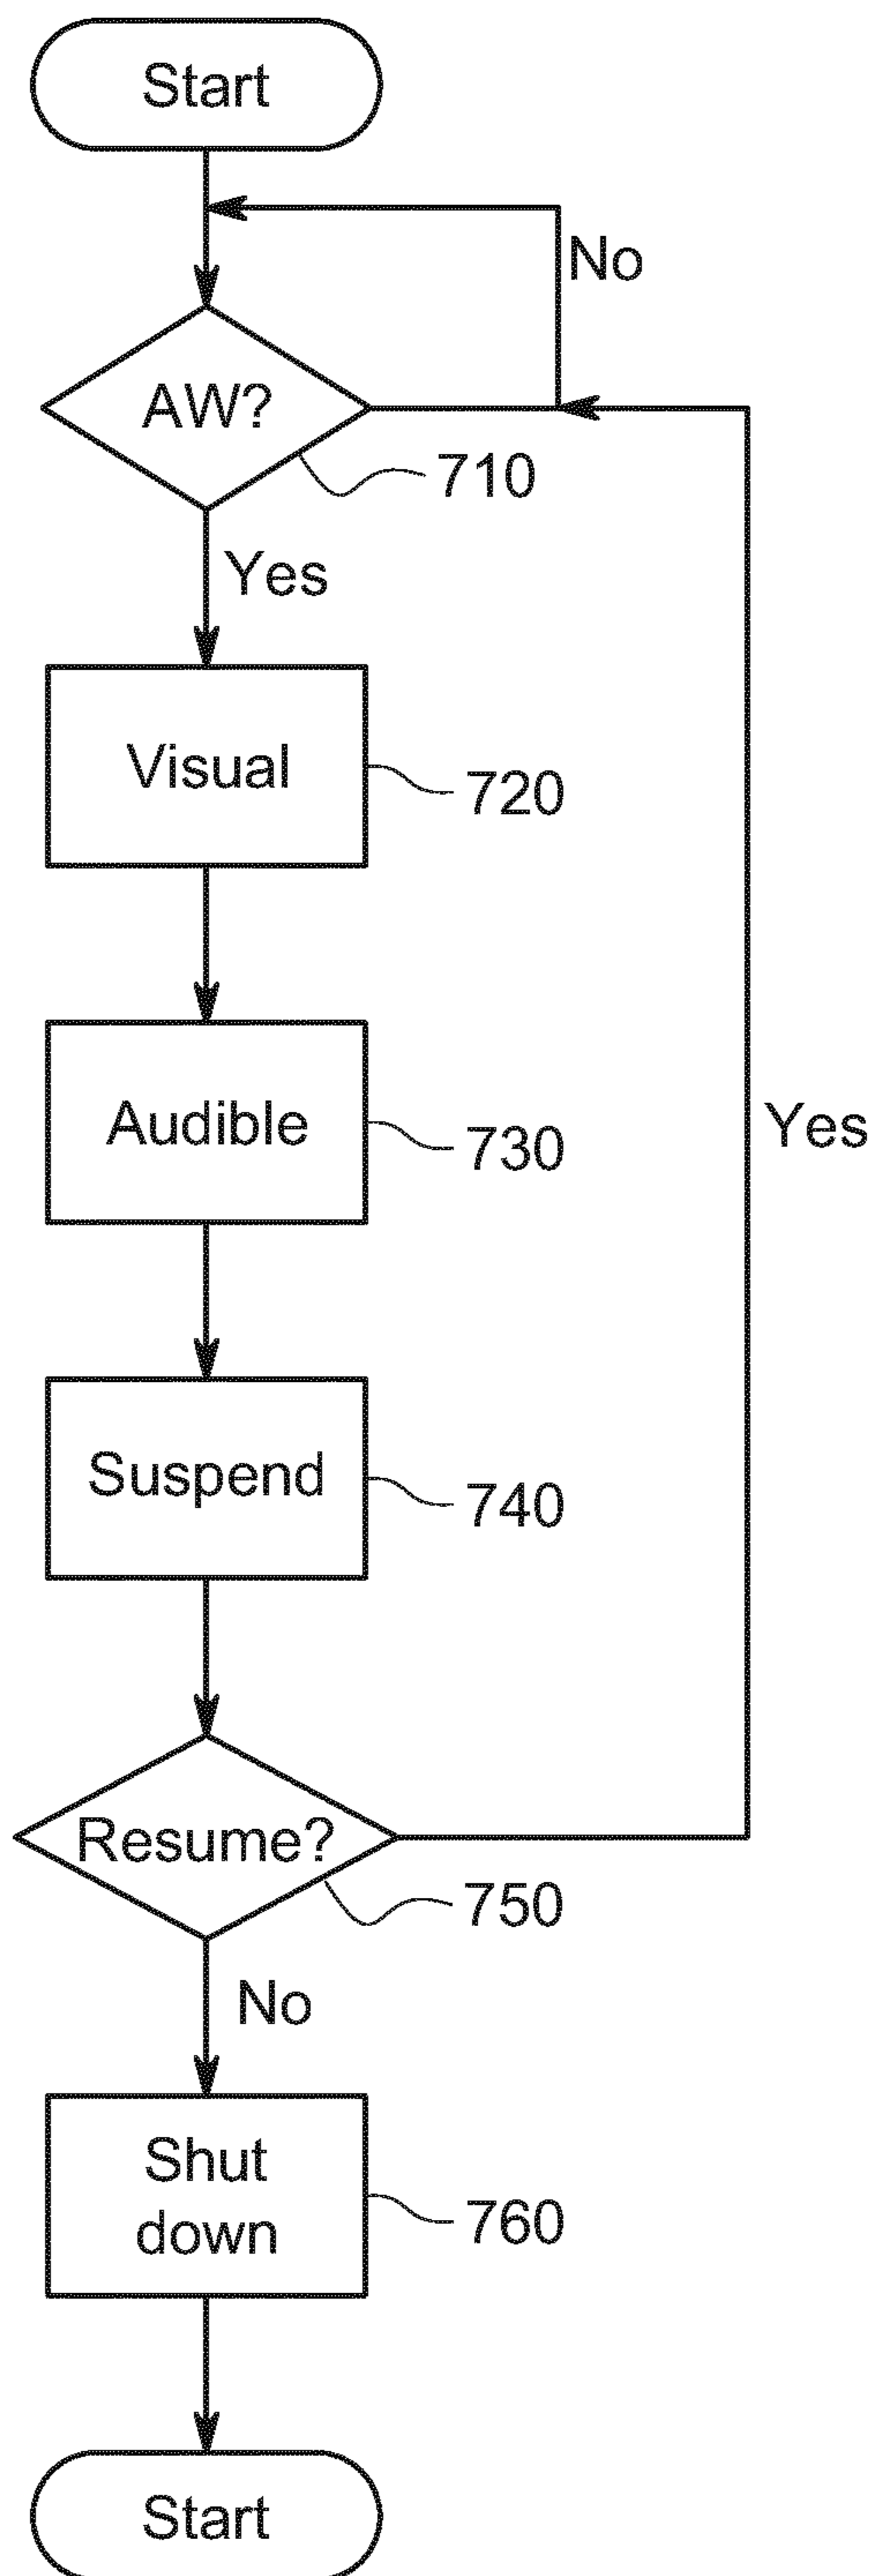 Start
No
AW?
710
Yes
Visual
720
Audible
730
Yes
Suspend
740
Resume?
750
No
Shut
down
760
Start